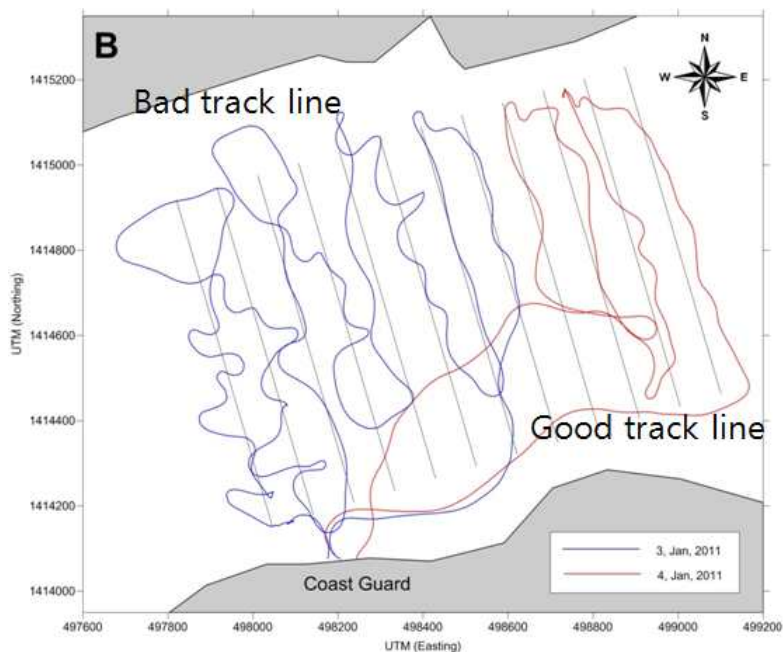 B
N
W E
S
Bad track line
Good track line
Coast Guard
3, Jan, 2011
4, Jan, 2011
UTM (Northing)
1415200
1415000
1414800
1414600
1414400
1414200
1414000
497600 497800 498000 498200 498400 498600 498800 499000 499200
UTM (Easting)